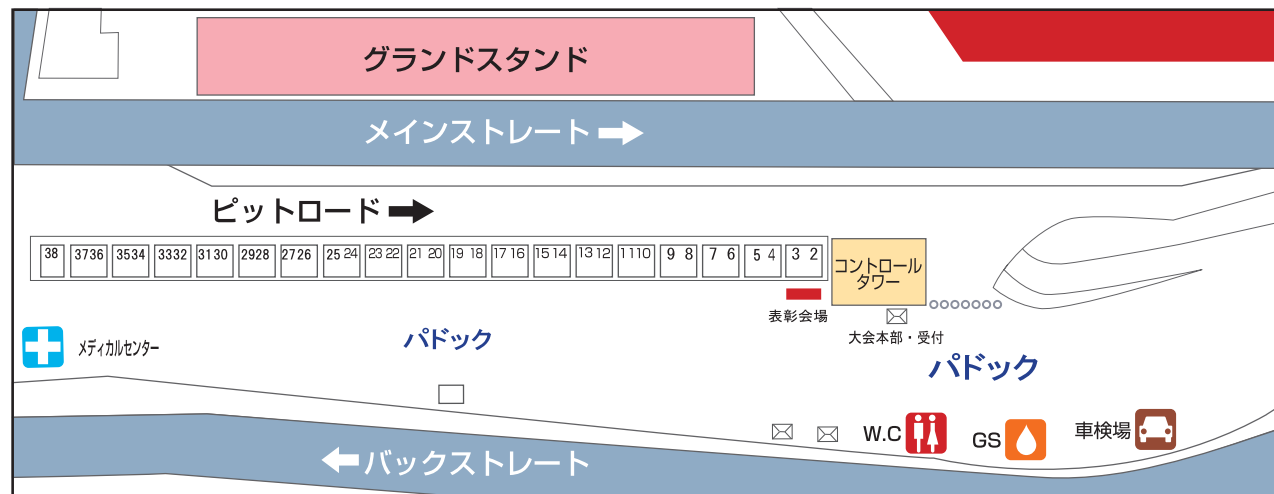 グランドスタンド
メインストレート
ピットロード
38 3736 3534 3332 3130 2928 2726 25 24 23 22 21 20 19 18 17 16 15 14 13 12 1110 9 8 7 6 5 4 3 2
コントロール
タワー
表彰会場
大会本部・受付
メディカルセンター
パドック
パドック
W.C
GS
車検場
バックストレート